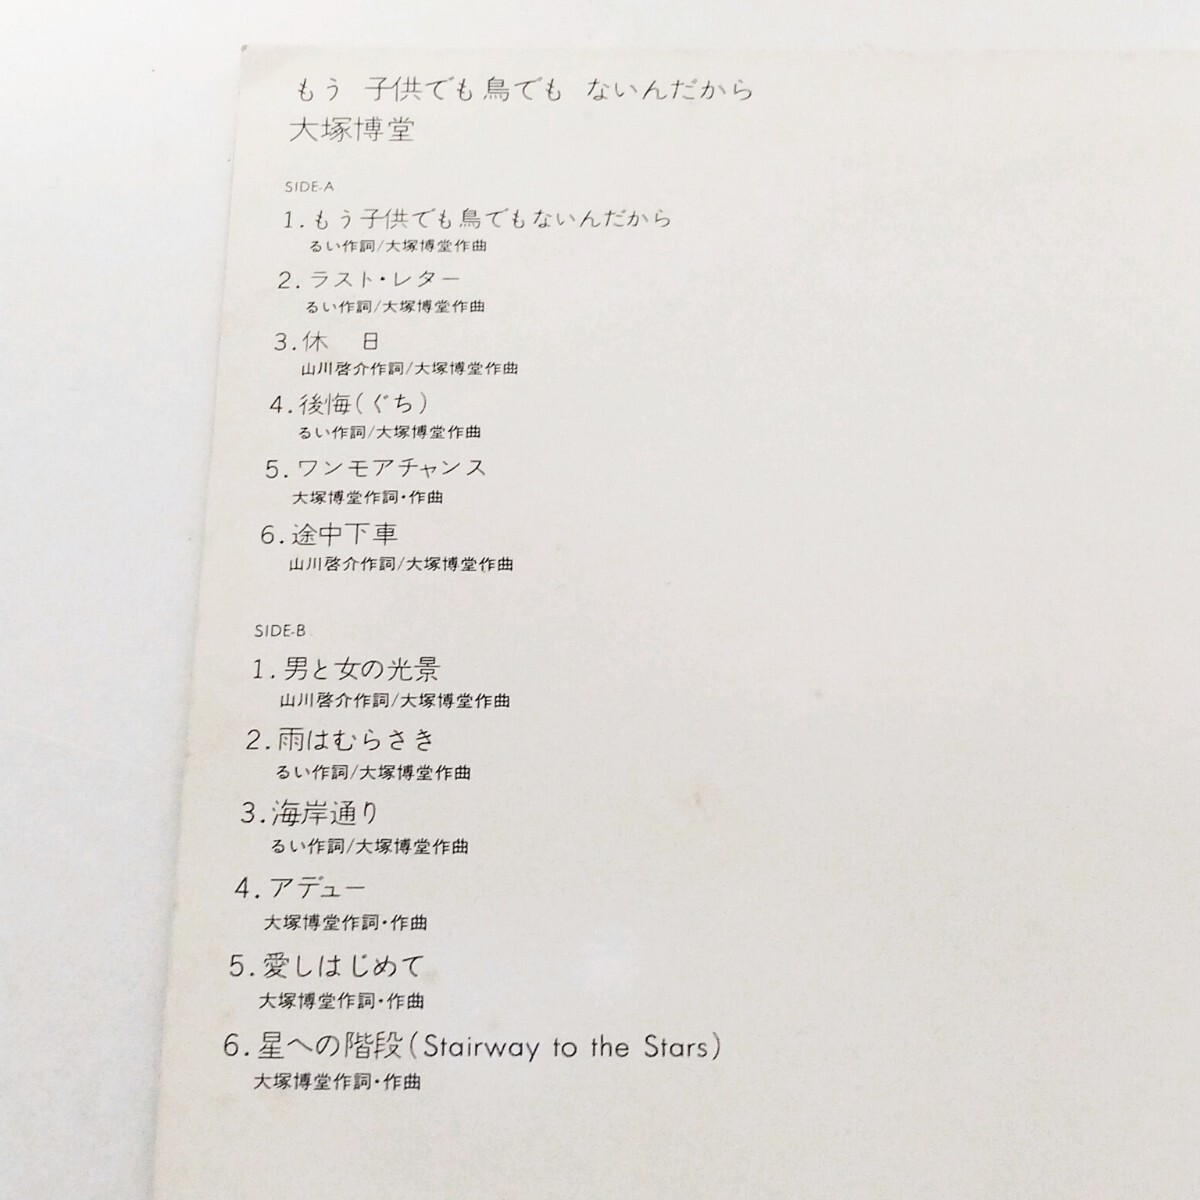 もう 子供でも鳥でも ないんだから
大塚博堂
SIDE-A
1.もう子供でも鳥でもないんだから
るい作詞/大塚博堂作曲
2.ラスト・レター
るい作詞/大塚博堂作曲
3.休 日
山川啓介作詞/大塚博堂作曲
4.後悔(ぐち)
るい作詞/大塚博堂作曲
5.ワンモアチャンス
大塚博堂作詞・作曲
6.途中下車
山川啓介作詞/大塚博堂作曲
SIDE-B
1.男と女の光景
山川啓介作詞/大塚博堂作曲
2.雨はむらさき
るい作詞/大塚博堂作曲
3.海岸通り
るい作詞/大塚博堂作曲
4.アデュー
大塚博堂作詞・作曲
5.愛しはじめて
大塚博堂作詞・作曲
6.星への階段(Stairway to the Stars)
大塚博堂作詞・作曲